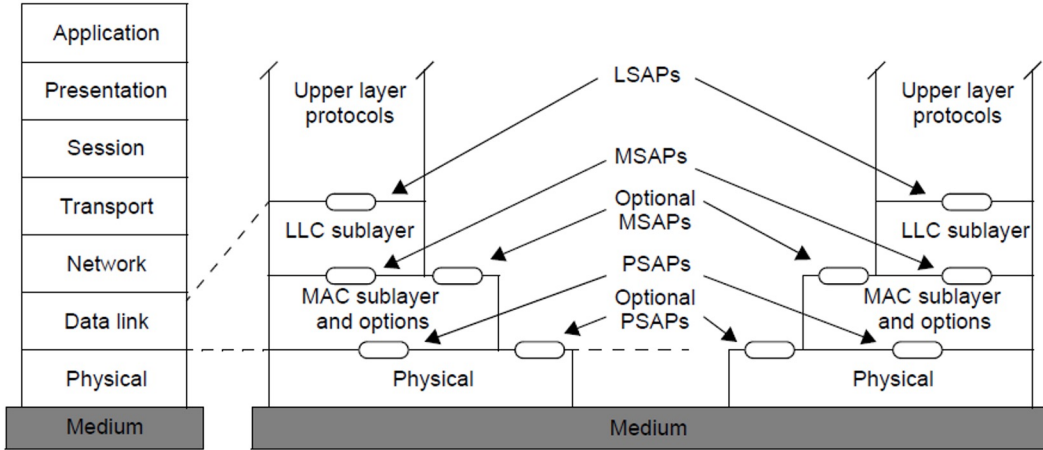 Application
Presentation
Session
Transport
Network
Data link
Physical
Medium
Upper layer
protocols
LLC sublayer
MAC sublayer
and options
Physical
LSAPs
MSAPs
Optional
MSAPs
PSAPs
Optional
PSAPs
Upper layer
protocols
LLC sublayer
MAC sublayer
and options
Physical
Medium